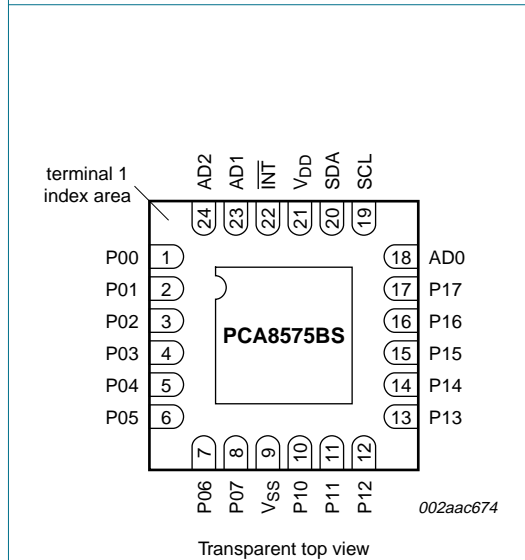 AD2 AD1 I̅N̅T̅ VDD SDA SCL
terminal 1
index area
24 23 22 21 20 19
P00 1 18 AD0
P01 2 17 P17
P02 3 16 P16
PCA8575BS
P03 4 15 P15
P04 5 14 P14
P05 6 13 P13
7 8 9 10 11 12
P06 P07 VSS P10 P11 P12
002aac674
Transparent top view